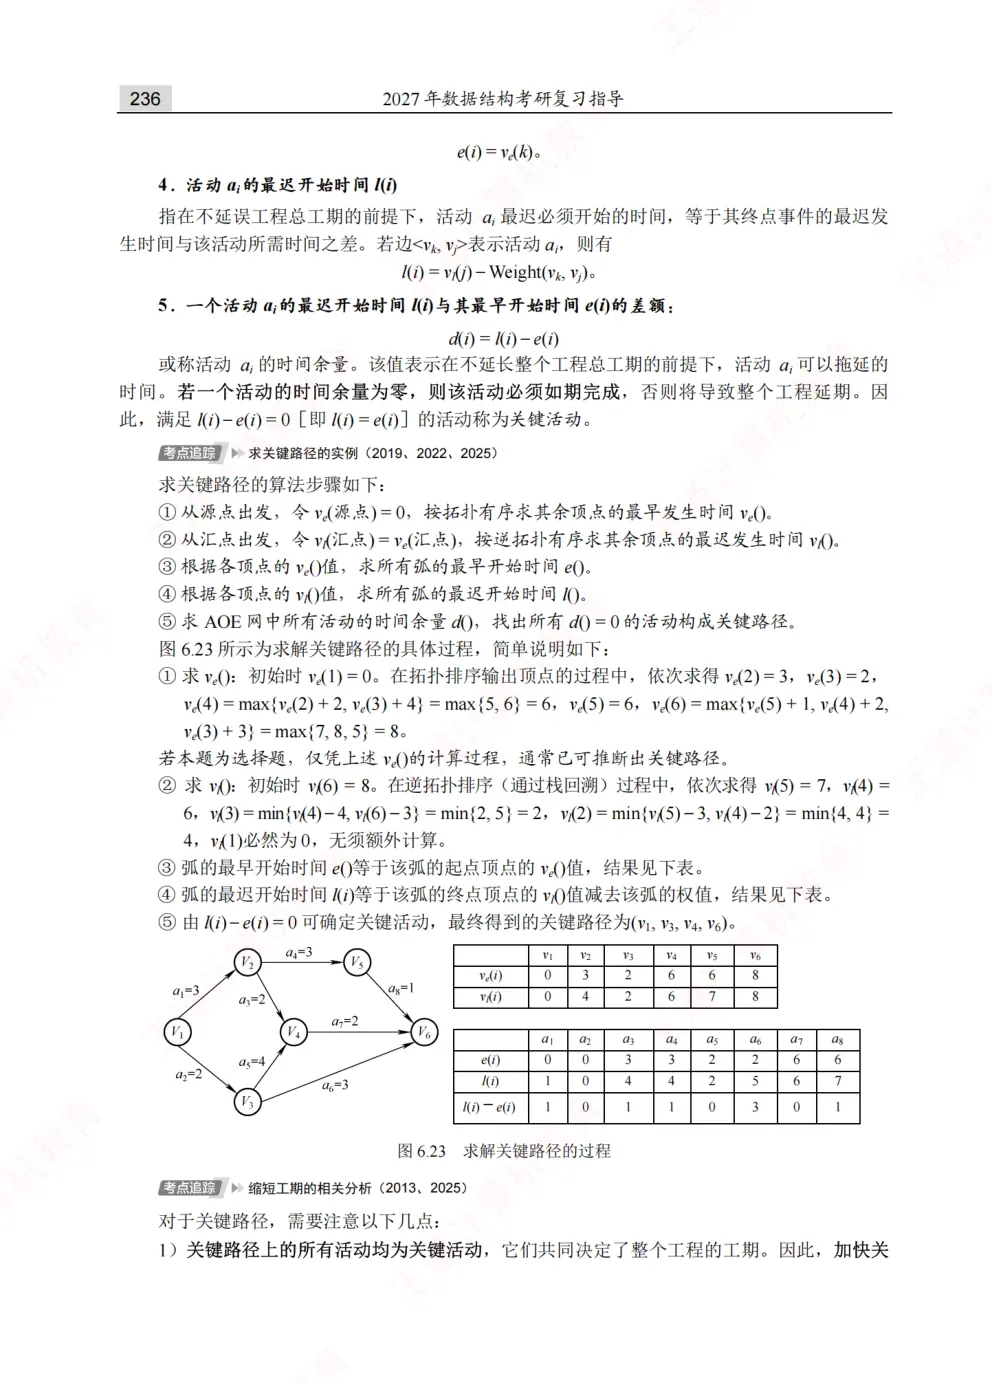 236
2027 年数据结构考研复习指导
e(i) = vₑ(k)。
4．活动 aᵢ的最迟开始时间 l(i)
指在不延误工程总工期的前提下，活动 aᵢ 最迟必须开始的时间，等于其终点事件的最迟发
生时间与该活动所需时间之差。若边<vₖ, vⱼ>表示活动 aᵢ，则有
l(i) = vₗ(j) − Weight(vₖ, vⱼ)。
5．一个活动 aᵢ的最迟开始时间 l(i)与其最早开始时间 e(i)的差额：
d(i) = l(i) − e(i)
或称活动 aᵢ 的时间余量。该值表示在不延长整个工程总工期的前提下，活动 aᵢ 可以拖延的
时间。若一个活动的时间余量为零，则该活动必须如期完成，否则将导致整个工程延期。因
此，满足 l(i) − e(i) = 0［即 l(i) = e(i)］的活动称为关键活动。
考点追踪 求关键路径的实例（2019、2022、2025）
求关键路径的算法步骤如下：
① 从源点出发，令 vₑ(源点) = 0，按拓扑有序求其余顶点的最早发生时间 vₑ()。
② 从汇点出发，令 vₗ(汇点) = vₑ(汇点)，按逆拓扑有序求其余顶点的最迟发生时间 vₗ()。
③ 根据各顶点的 vₑ()值，求所有弧的最早开始时间 e()。
④ 根据各顶点的 vₗ()值，求所有弧的最迟开始时间 l()。
⑤ 求 AOE 网中所有活动的时间余量 d()，找出所有 d() = 0 的活动构成关键路径。
图 6.23 所示为求解关键路径的具体过程，简单说明如下：
① 求 vₑ()：初始时 vₑ(1) = 0。在拓扑排序输出顶点的过程中，依次求得 vₑ(2) = 3，vₑ(3) = 2，
vₑ(4) = max{vₑ(2) + 2, vₑ(3) + 4} = max{5, 6} = 6，vₑ(5) = 6，vₑ(6) = max{vₑ(5) + 1, vₑ(4) + 2,
vₑ(3) + 3} = max{7, 8, 5} = 8。
若本题为选择题，仅凭上述 vₑ()的计算过程，通常已可推断出关键路径。
② 求 vₗ()：初始时 vₗ(6) = 8。在逆拓扑排序（通过栈回溯）过程中，依次求得 vₗ(5) = 7，vₗ(4) =
6，vₗ(3) = min{vₗ(4) − 4, vₗ(6) − 3} = min{2, 5} = 2，vₗ(2) = min{vₗ(5) − 3, vₗ(4) − 2} = min{4, 4} =
4，vₗ(1)必然为 0，无须额外计算。
③ 弧的最早开始时间 e()等于该弧的起点顶点的 vₑ()值，结果见下表。
④ 弧的最迟开始时间 l(i)等于该弧的终点顶点的 vₗ()值减去该弧的权值，结果见下表。
⑤ 由 l(i) − e(i) = 0 可确定关键活动，最终得到的关键路径为(v₁, v₃, v₄, v₆)。
V₂ a₄=3 V₅
a₁=3 a₃=2 a₈=1
V₁ V₄ a₇=2 V₆
a₂=2 a₅=4 a₆=3
V₃
v₁ v₂ v₃ v₄ v₅ v₆
vₑ(i) 0 3 2 6 6 8
vₗ(i) 0 4 2 6 7 8
a₁ a₂ a₃ a₄ a₅ a₆ a₇ a₈
e(i) 0 0 3 3 2 2 6 6
l(i) 1 0 4 4 2 5 6 7
l(i) − e(i) 1 0 1 1 0 3 0 1
图 6.23 求解关键路径的过程
考点追踪 缩短工期的相关分析（2013、2025）
对于关键路径，需要注意以下几点：
1）关键路径上的所有活动均为关键活动，它们共同决定了整个工程的工期。因此，加快关